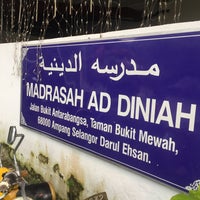 مدرسه الدينية
MADRASAH AD DINIAH
Jalan Bukit Antarabangsa, Taman Bukit Mewah,
68000 Ampang Selangor Darul Ehsan.